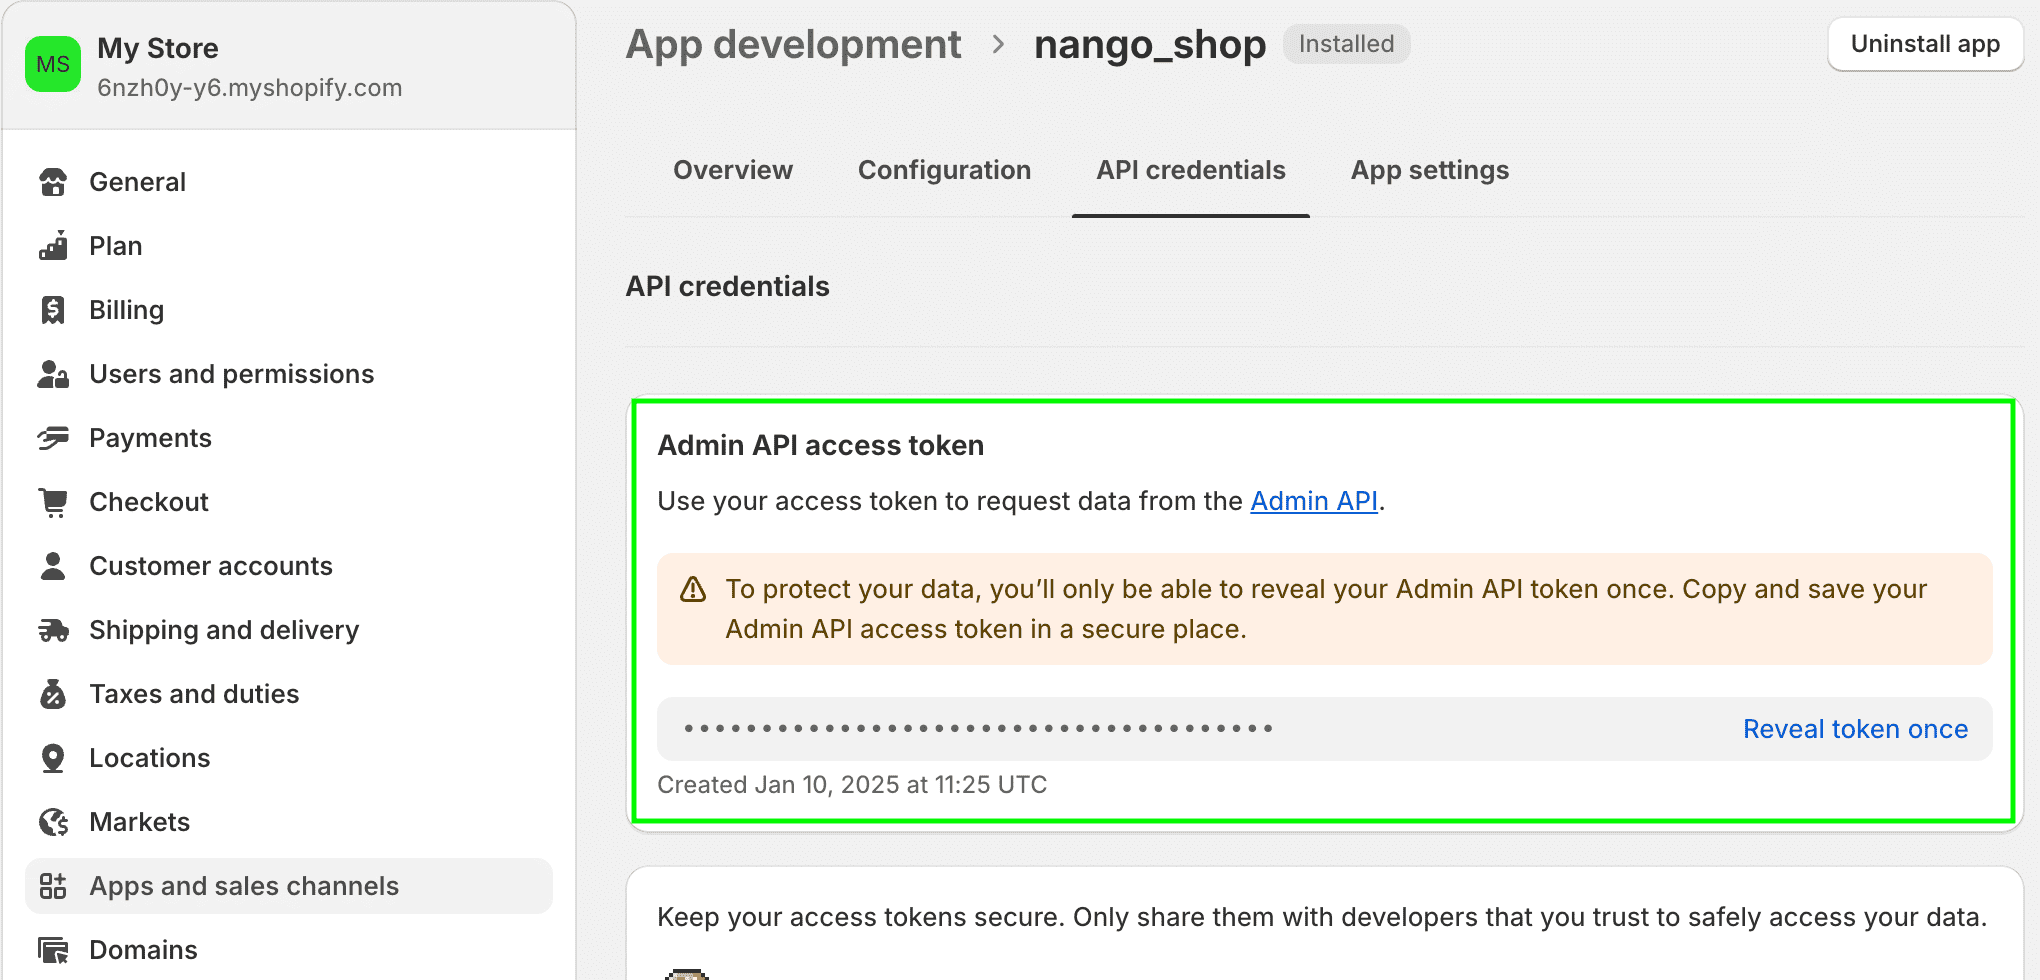 MS
My Store
6nzh0y-y6.myshopify.com
General
Plan
Billing
Users and permissions
Payments
Checkout
Customer accounts
Shipping and delivery
Taxes and duties
Locations
Markets
Apps and sales channels
Domains
App development › nango_shop Installed
Uninstall app
Overview Configuration API credentials App settings
API credentials
Admin API access token
Use your access token to request data from the Admin API.
To protect your data, you’ll only be able to reveal your Admin API token once. Copy and save your
Admin API access token in a secure place.
•••••••••••••••••••••••••••••••••••••• Reveal token once
Created Jan 10, 2025 at 11:25 UTC
Keep your access tokens secure. Only share them with developers that you trust to safely access your data.